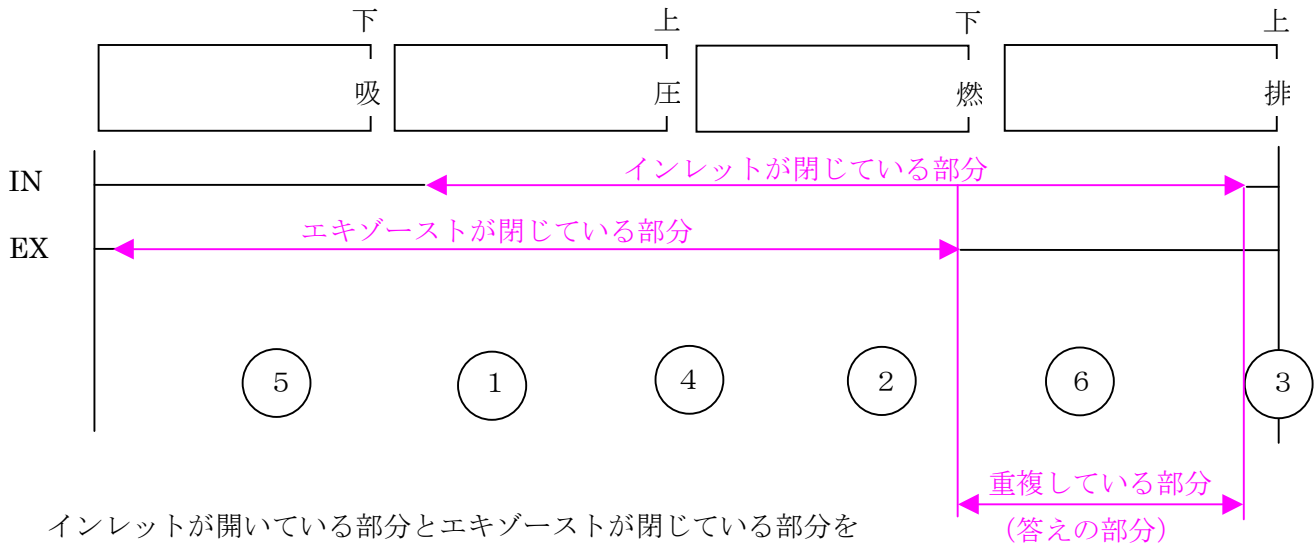 下 上 下 上
吸 圧 燃 排
IN インレットが閉じている部分
EX エキゾーストが閉じている部分
5 1 4 2 6 3
重複している部分
インレットが開いている部分とエキゾーストが閉じている部分を
(答えの部分)